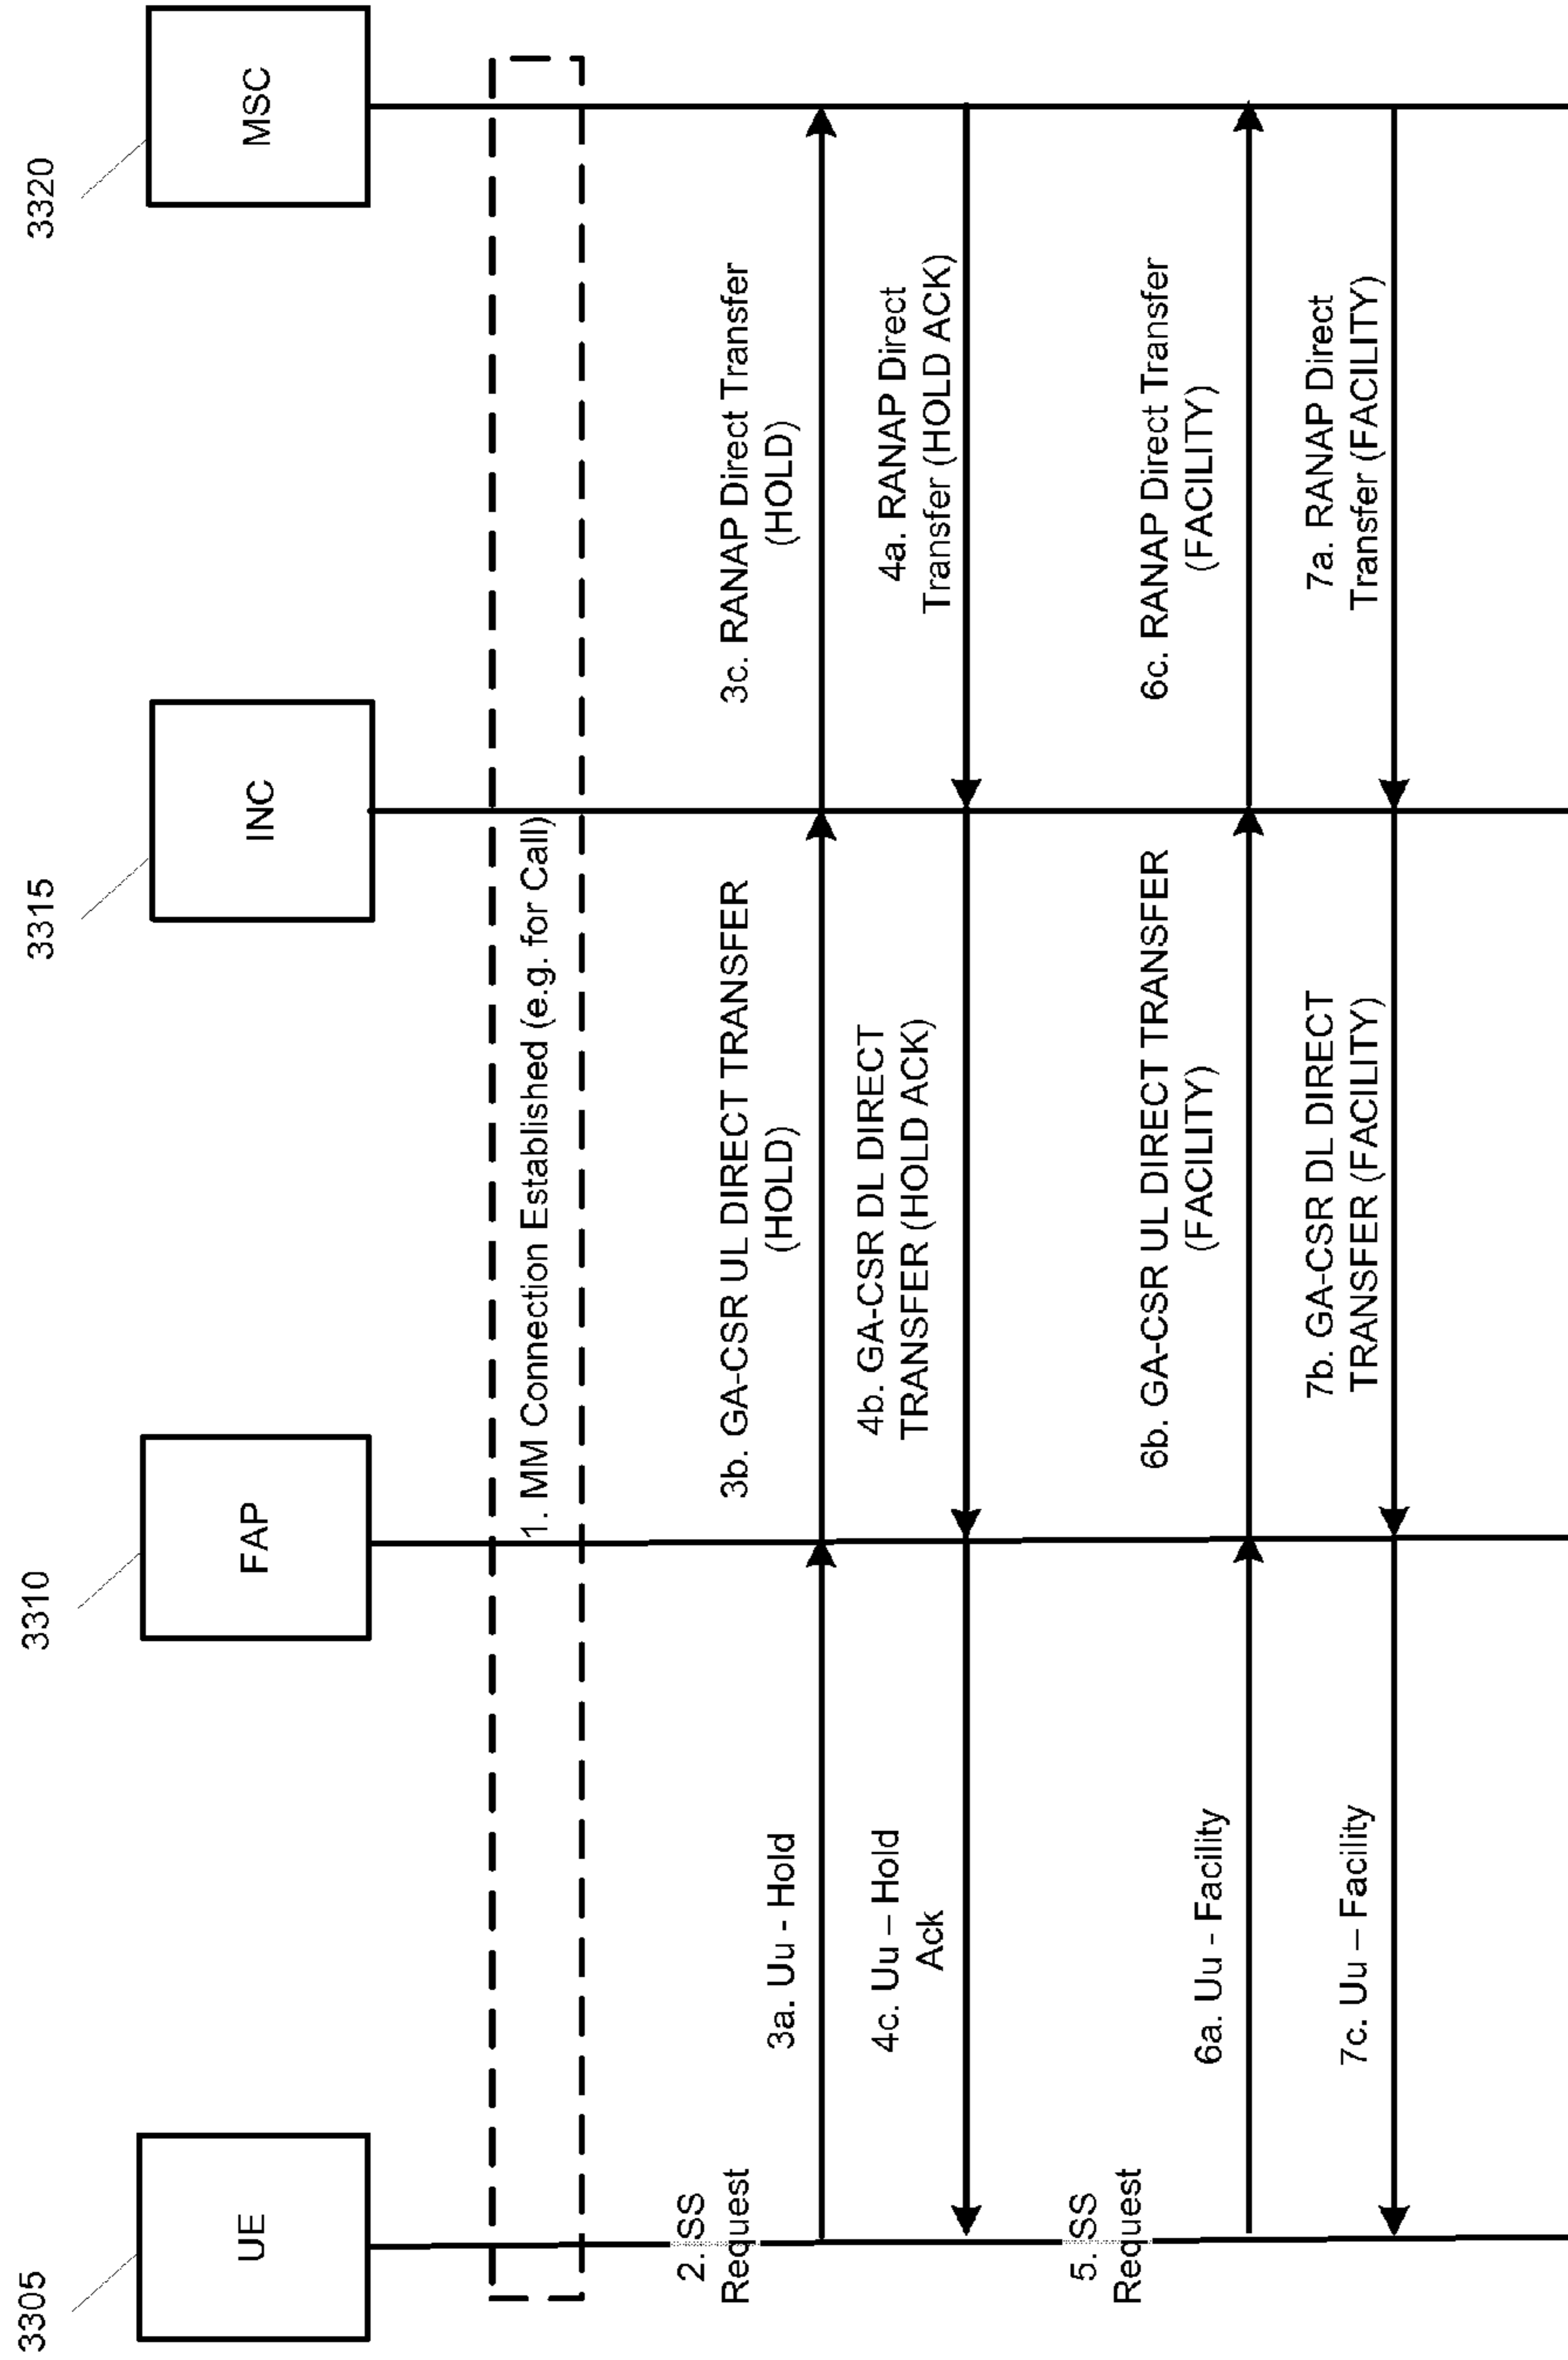 3305
3310
3315
3320
UE
FAP
INC
MSC
1. MM Connection Established (e.g. for Call)
2. SS
Request
3a. Uu - Hold
3b. GA-CSR UL DIRECT TRANSFER
(HOLD)
3c. RANAP Direct Transfer
(HOLD)
4a. RANAP Direct
Transfer (HOLD ACK)
4b. GA-CSR DL DIRECT
TRANSFER (HOLD ACK)
4c. Uu – Hold
Ack
5. SS
Request
6a. Uu - Facility
6b. GA-CSR UL DIRECT TRANSFER
(FACILITY)
6c. RANAP Direct Transfer
(FACILITY)
7a. RANAP Direct
Transfer (FACILITY)
7b. GA-CSR DL DIRECT
TRANSFER (FACILITY)
7c. Uu – Facility